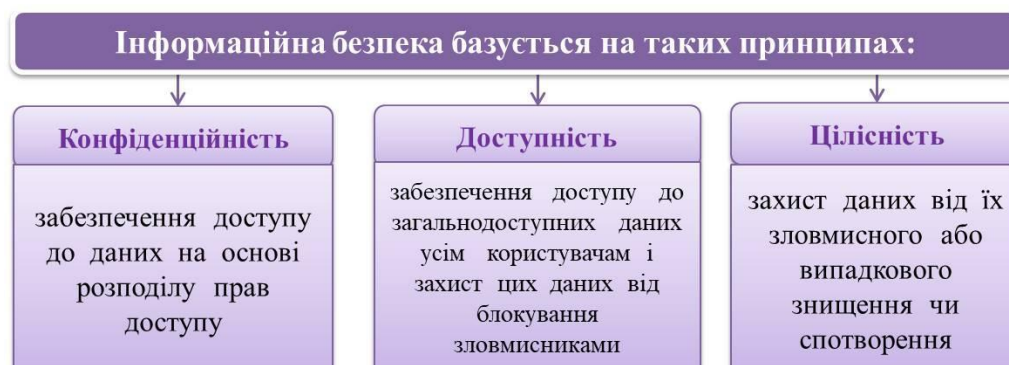 Інформаційна безпека базується на таких принципах:
Конфіденційність
забезпечення доступу
до даних на основі
розподілу прав
доступу
Доступність
забезпечення доступу до
загальнодоступних даних
усім користувачам і
захист цих даних від
блокування
зловмисниками
Цілісність
захист даних від їх
зловмисного або
випадкового
знищення чи
спотворення